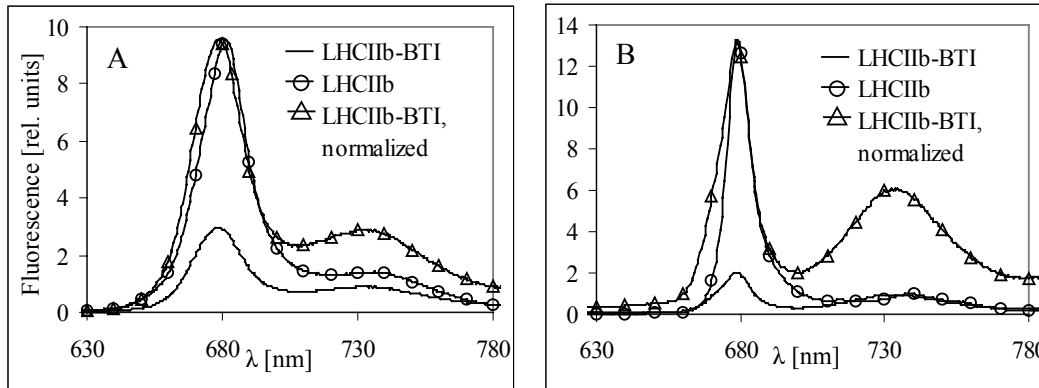 10
8
6
4
2
0
Fluorescence [rel. units]
A
LHCIIb-BTI
LHCIIb
LHCIIb-BTI,
normalized
630 680 730 780
λ [nm]
14
12
10
8
6
4
2
0
B
LHCIIb-BTI
LHCIIb
LHCIIb-BTI,
normalized
630 680 730 780
λ [nm]